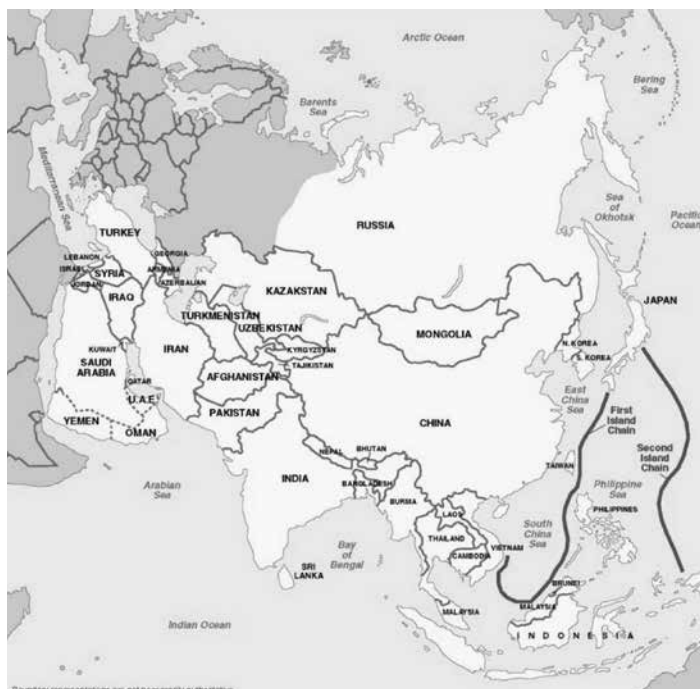 Arctic Ocean
Bering
Sea
Barents
Sea
Mediterranean Sea
Sea
of
Okhotsk
Pacific
Ocean
RUSSIA
TURKEY
GEORGIA
LEBANON
ARMENIA
ISRAEL
SYRIA
AZERBAIJAN
JORDAN
IRAQ
KAZAKSTAN
JAPAN
TURKMENISTAN
UZBEKISTAN
MONGOLIA
N. KOREA
S. KOREA
KUWAIT
IRAN
KYRGYZSTAN
TAJIKISTAN
SAUDI
ARABIA
QATAR
AFGHANISTAN
U.A.E.
East
China
Sea
First
Island
Chain
YEMEN
OMAN
PAKISTAN
CHINA
Second
Island
Chain
NEPAL
BHUTAN
TAIWAN
INDIA
BANGLADESH
Arabian
Sea
BURMA
Philippine
Sea
LAOS
PHILIPPINES
South
China
Sea
THAILAND
VIETNAM
Bay
of
Bengal
CAMBODIA
SRI
LANKA
BRUNEI
MALAYSIA
MALAYSIA
Indian Ocean
INDONESIA